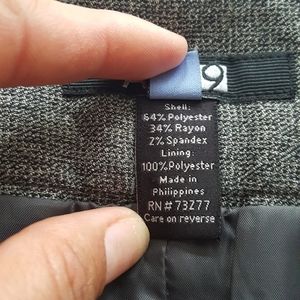 9
Shell:
64% Polyester
34% Rayon
2% Spandex
Lining:
100% Polyester
Made in
Philippines
RN# 73277
Care on reverse